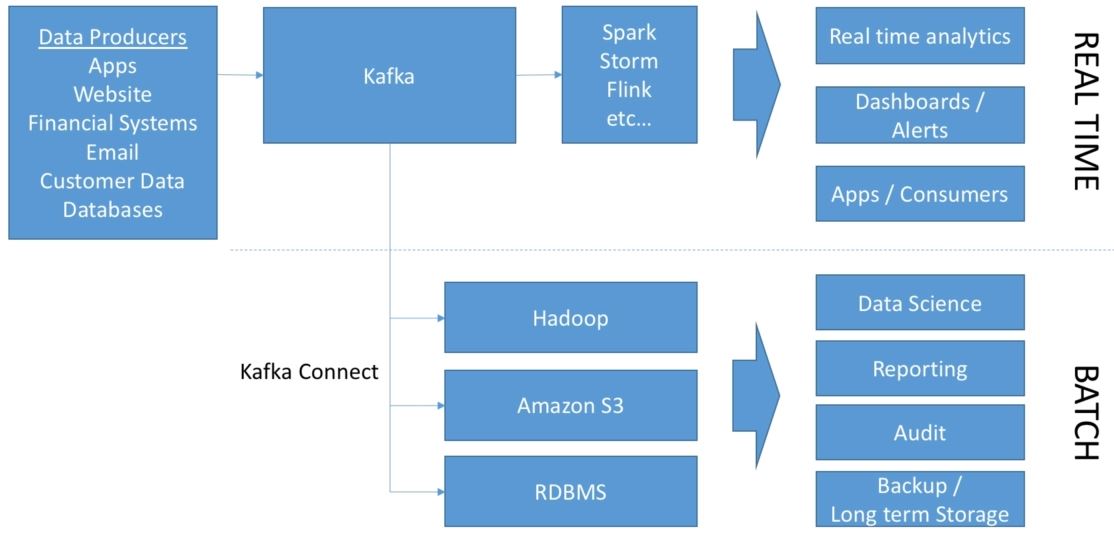 Data Producers
Apps
Website
Financial Systems
Email
Customer Data
Databases
Kafka
Spark
Storm
Flink
etc...
Real time analytics
Dashboards /
Alerts
Apps / Consumers
REAL TIME
Kafka Connect
Hadoop
Amazon S3
RDBMS
Data Science
Reporting
Audit
Backup /
Long term Storage
BATCH